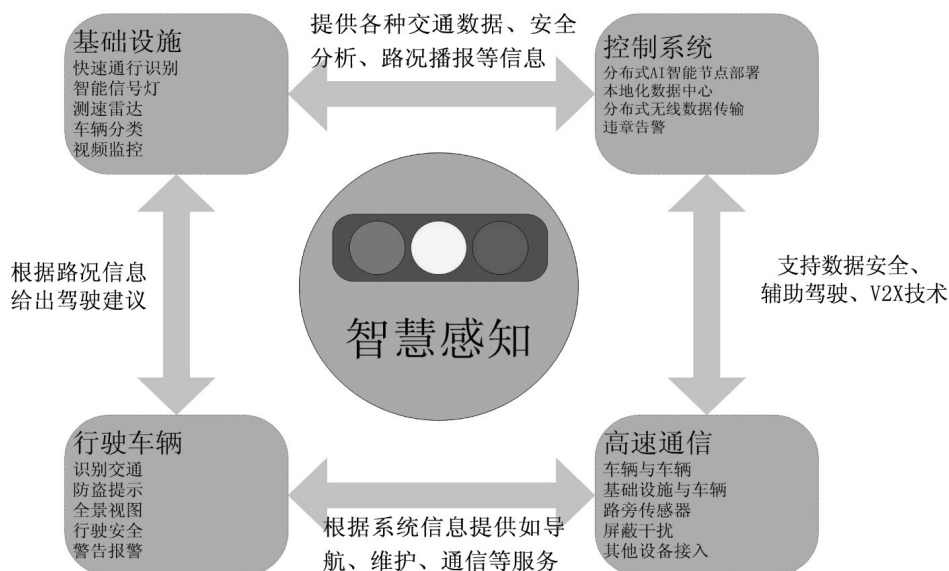 基础设施
快速通行识别
智能信号灯
测速雷达
车辆分类
视频监控
提供各种交通数据、安全
分析、路况播报等信息
控制系统
分布式AI智能节点部署
本地化数据中心
分布式无线数据传输
违章告警
根据路况信息
给出驾驶建议
智慧感知
支持数据安全、
辅助驾驶、V2X技术
行驶车辆
识别交通
防盗提示
全景视图
行驶安全
警告报警
根据系统信息提供如导
航、维护、通信等服务
高速通信
车辆与车辆
基础设施与车辆
路旁传感器
屏蔽干扰
其他设备接入